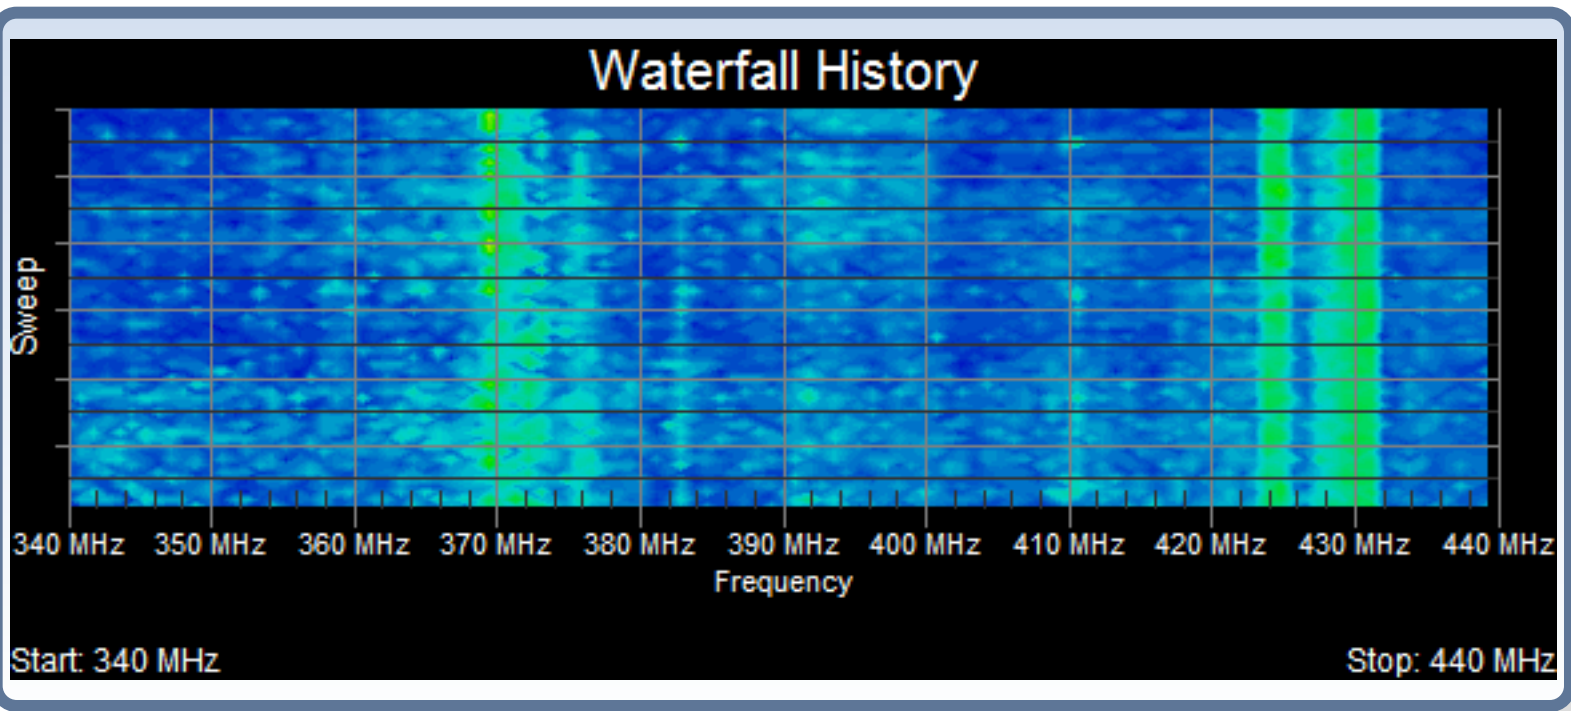 Waterfall History
Sweep
340 MHz 350 MHz 360 MHz 370 MHz 380 MHz 390 MHz 400 MHz 410 MHz 420 MHz 430 MHz 440 MHz
Frequency
Start: 340 MHz Stop: 440 MHz